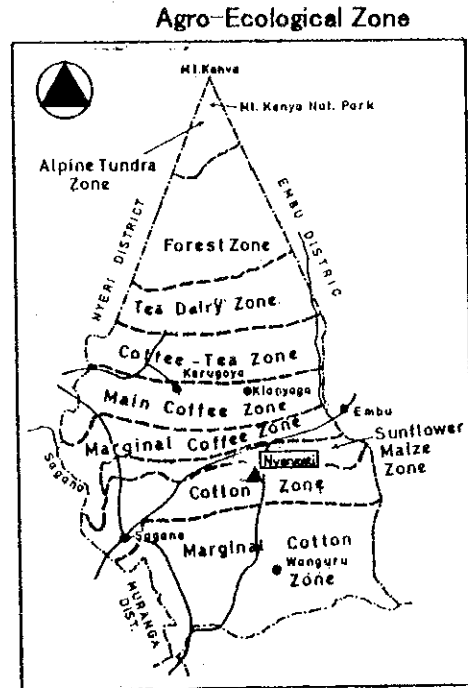 Agro-Ecological Zone
Mt. Kenya
Mt. Kenya Nat. Park
Alpine Tundra
Zone
NYERI DISTRICT
EMBU DISTRIC
Forest Zone
Tea Dairy Zone
Coffee-Tea Zone
Kerugoya
Kianyaga
Main Coffee Zone
Embu
Marginal Coffee Zone
Sunflower
Maize
Zone
Sagana
Cotton Zone
Sagana
Marginal Cotton
Wanguru
Zone
MURANGA
DIST.